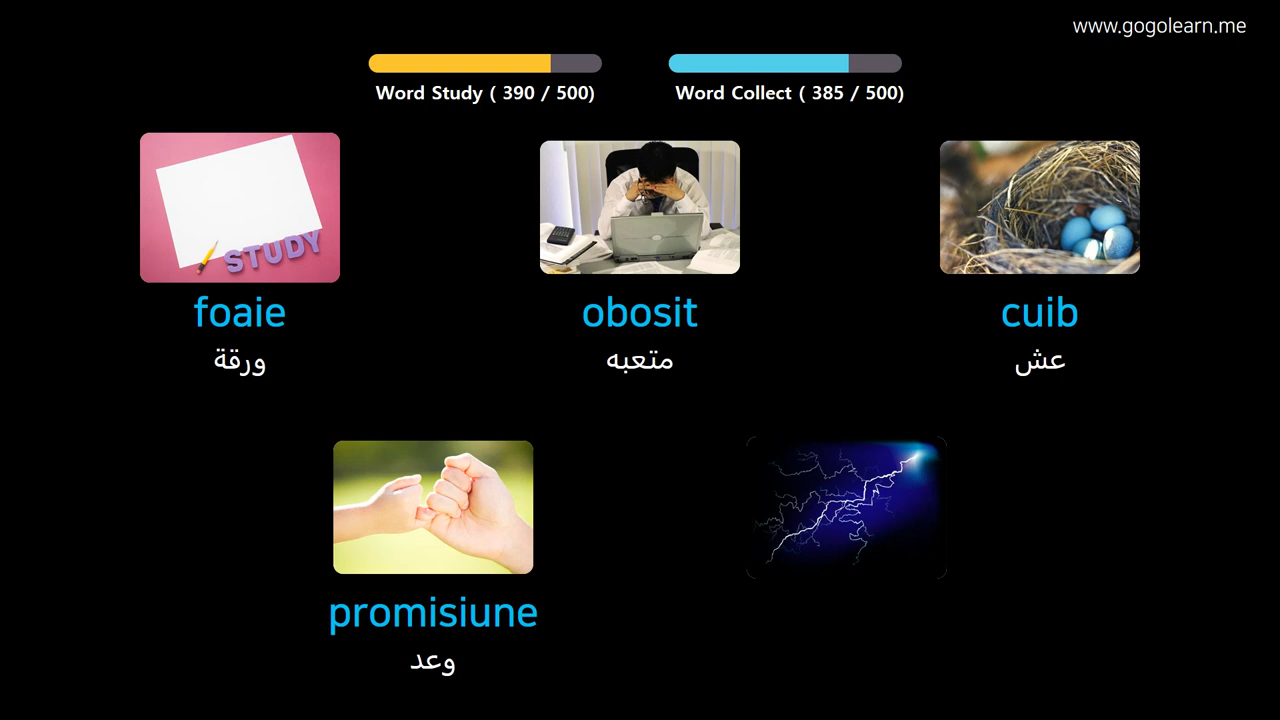 www.gogolearn.me
Word Study ( 390 / 500)
Word Collect ( 385 / 500)
STUDY
foaie
ورقة
obosit
متعبه
cuib
عش
promisiune
وعد